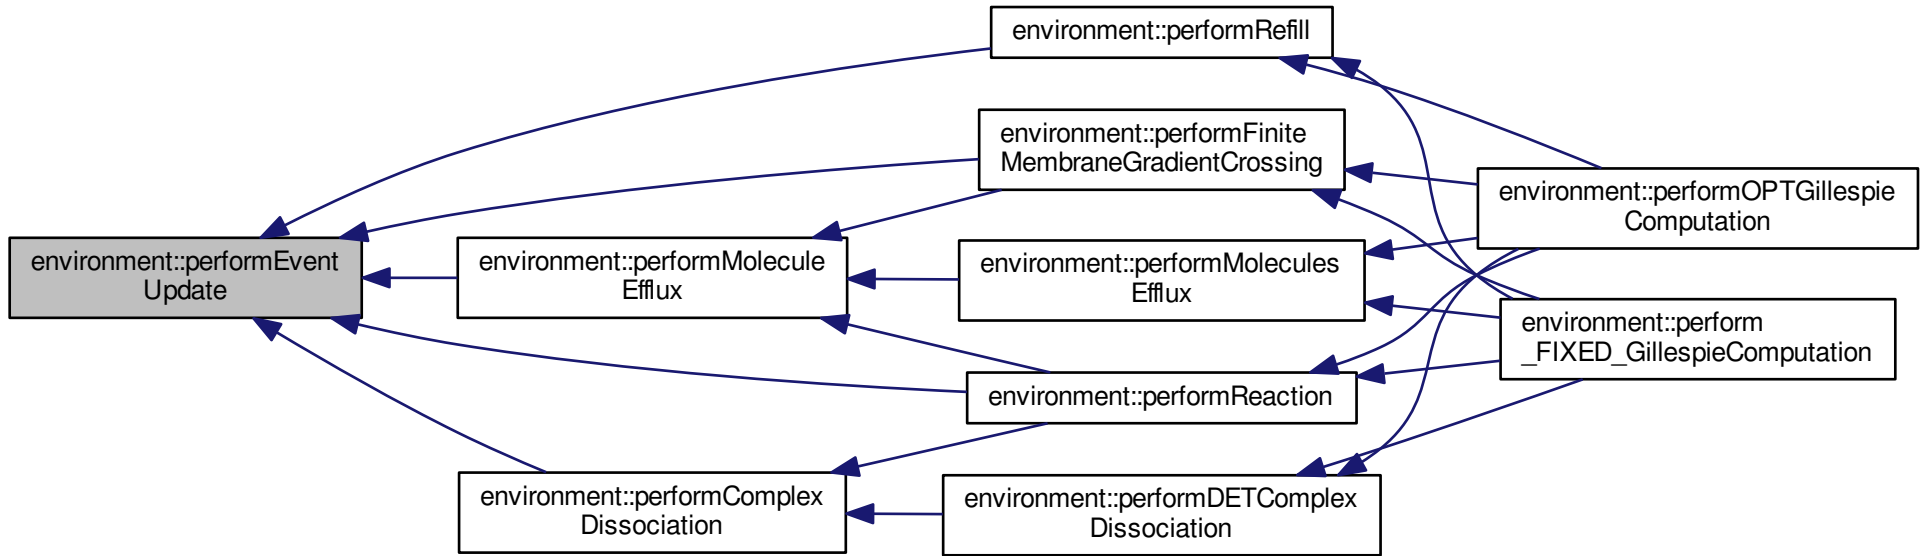 environment::performRefill
environment::performFinite
MembraneGradientCrossing
environment::performOPTGillespie
Computation
environment::performEvent
Update
environment::performMolecule
Efflux
environment::performMolecules
Efflux
environment::perform
_FIXED_GillespieComputation
environment::performReaction
environment::performComplex
Dissociation
environment::performDETComplex
Dissociation